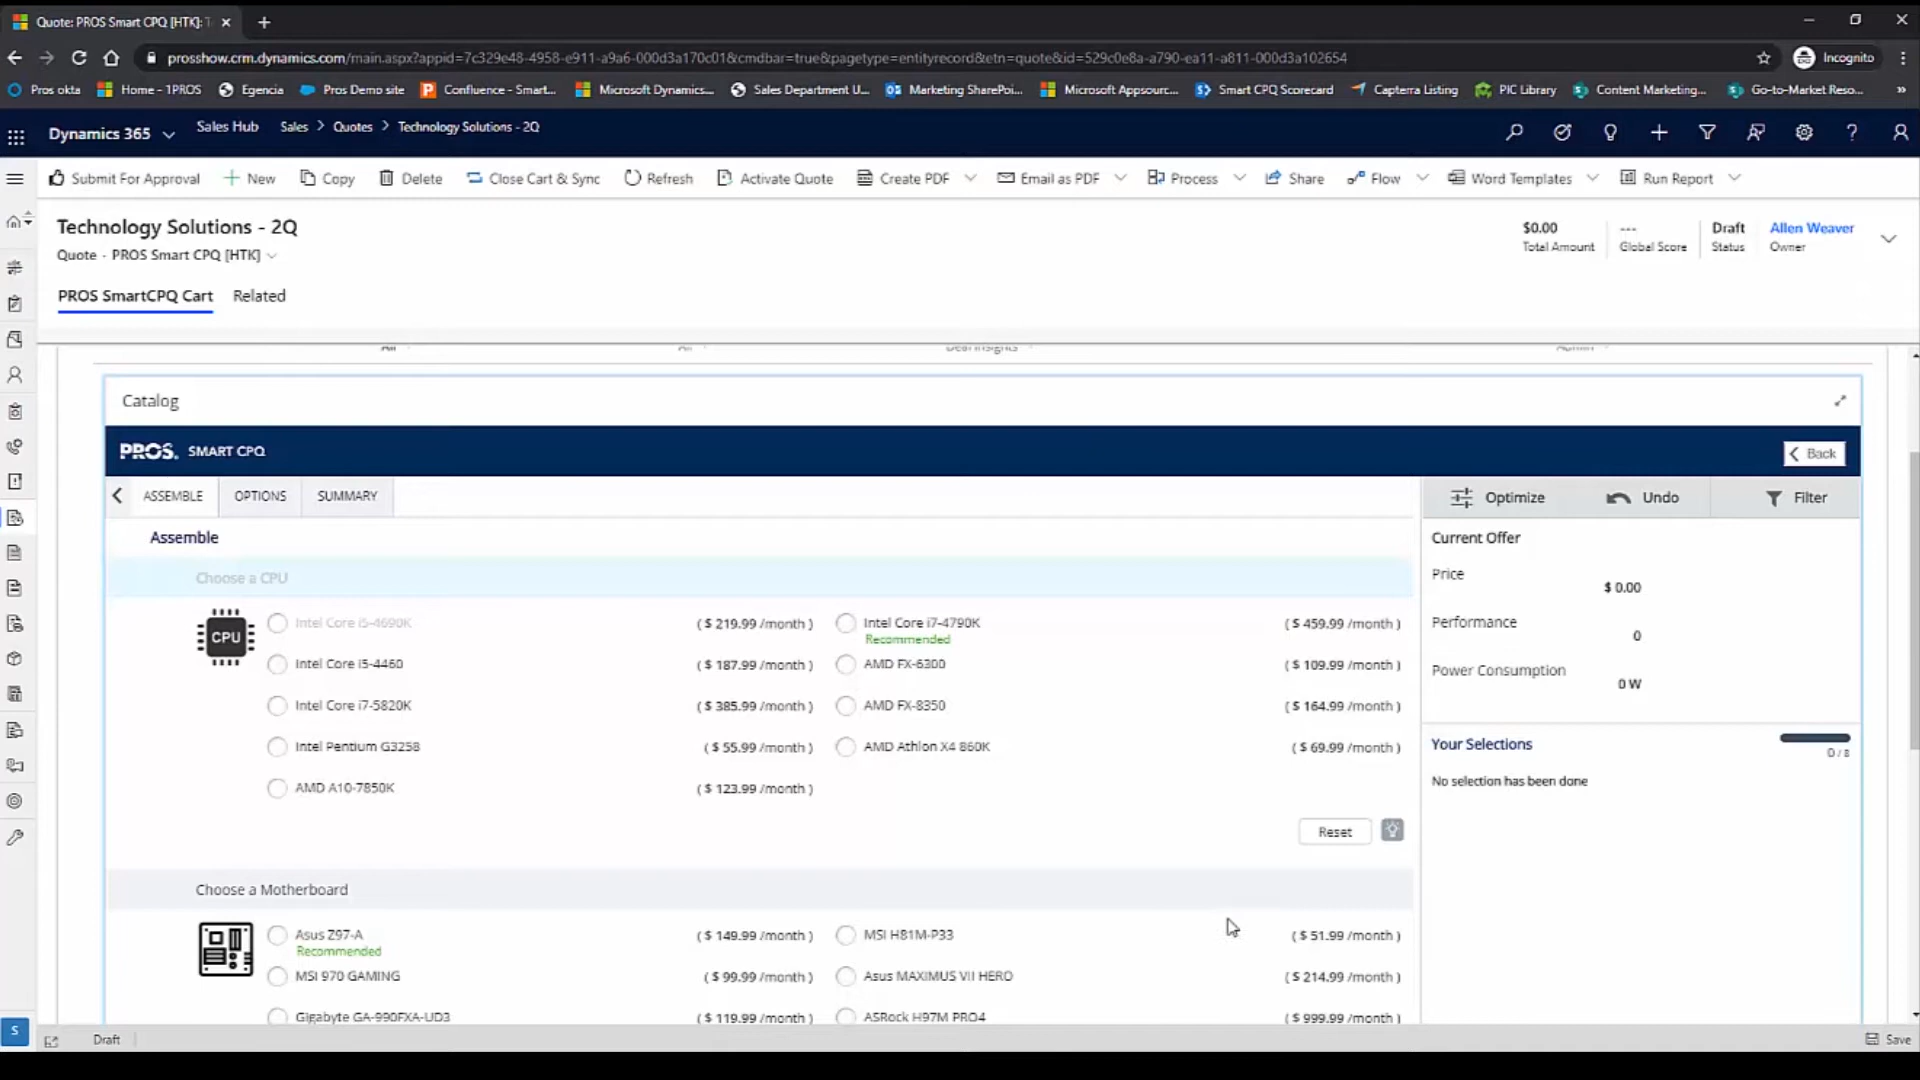 Quote: PROS Smart CPQ [HTK]: T
prosshow.crm.dynamics.com/main.aspx?appid=7c329e48-4958-e911-a9a6-000d3a170c01&cmdbar=true&pagetype=entityrecord&etn=quote&id=529c0e8a-a790-ea11-a811-000d3a102654
Incognito
Pros okta Home - 1PROS Egencia Pros Demo site Confluence - Smart... Microsoft Dynamics... Sales Department U... Marketing SharePoi... Microsoft Appsourc... Smart CPQ Scorecard Capterra Listing PIC Library Content Marketing... Go-to-Market Reso... »
Dynamics 365 Sales Hub Sales > Quotes > Technology Solutions - 2Q
Submit For Approval New Copy Delete Close Cart & Sync Refresh Activate Quote Create PDF Email as PDF Process Share Flow Word Templates Run Report
Technology Solutions - 2Q
Quote - PROS Smart CPQ [HTK]
$0.00
Total Amount
---
Global Score
Draft
Status
Allen Weaver
Owner
PROS SmartCPQ Cart Related
All All Deal Insights Admin
Catalog
PROS. SMART CPQ
Back
ASSEMBLE OPTIONS SUMMARY
Optimize Undo Filter
Assemble
Choose a CPU
CPU
Intel Core i5-4690K ( $ 219.99 /month )
Intel Core i7-4790K ( $ 459.99 /month )
Recommended
Intel Core i5-4460 ( $ 187.99 /month )
AMD FX-6300 ( $ 109.99 /month )
Intel Core i7-5820K ( $ 385.99 /month )
AMD FX-8350 ( $ 164.99 /month )
Intel Pentium G3258 ( $ 55.99 /month )
AMD Athlon X4 860K ( $ 69.99 /month )
AMD A10-7850K ( $ 123.99 /month )
Reset
Choose a Motherboard
Asus Z97-A ( $ 149.99 /month )
Recommended
MSI H81M-P33 ( $ 51.99 /month )
MSI 970 GAMING ( $ 99.99 /month )
Asus MAXIMUS VII HERO ( $ 214.99 /month )
Gigabyte GA-990FXA-UD3 ( $ 119.99 /month )
ASRock H97M PRO4 ( $ 999.99 /month )
Current Offer
Price
$ 0.00
Performance
0
Power Consumption
0 W
Your Selections
0 / 8
No selection has been done
S
Draft
Save